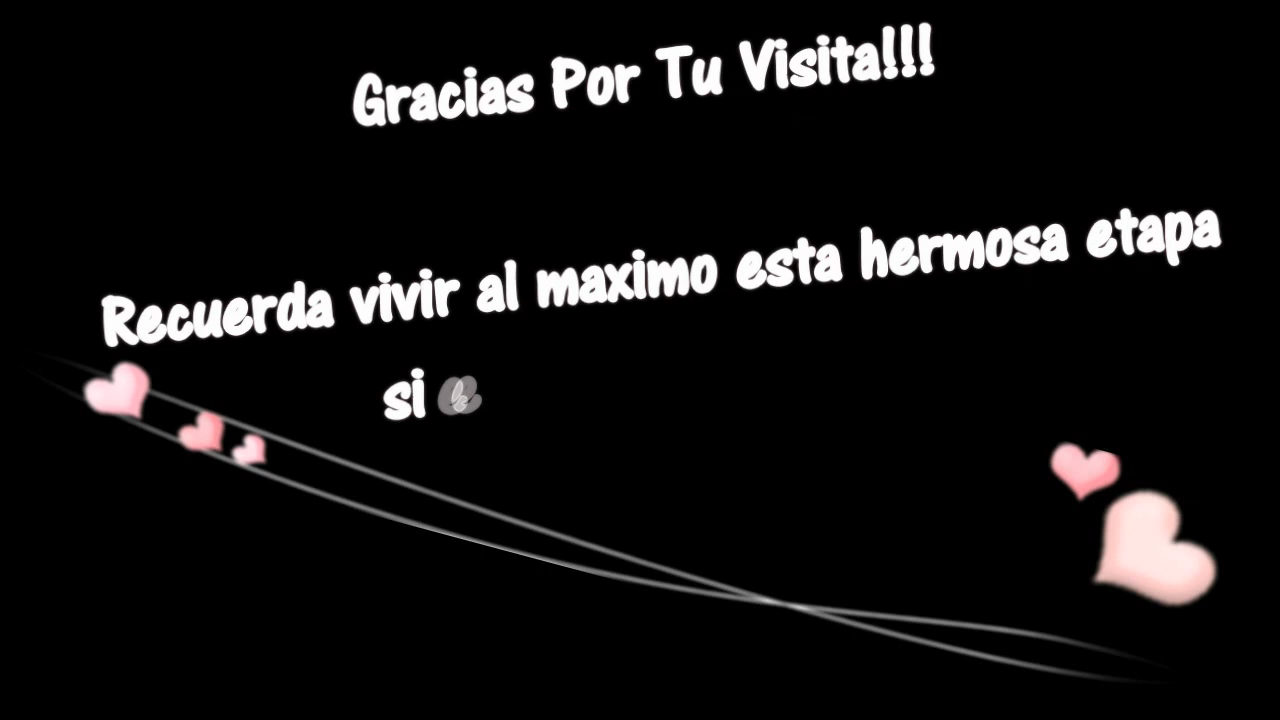 Gracias Por Tu Visita!!!
Recuerda vivir al maximo esta hermosa etapa
si